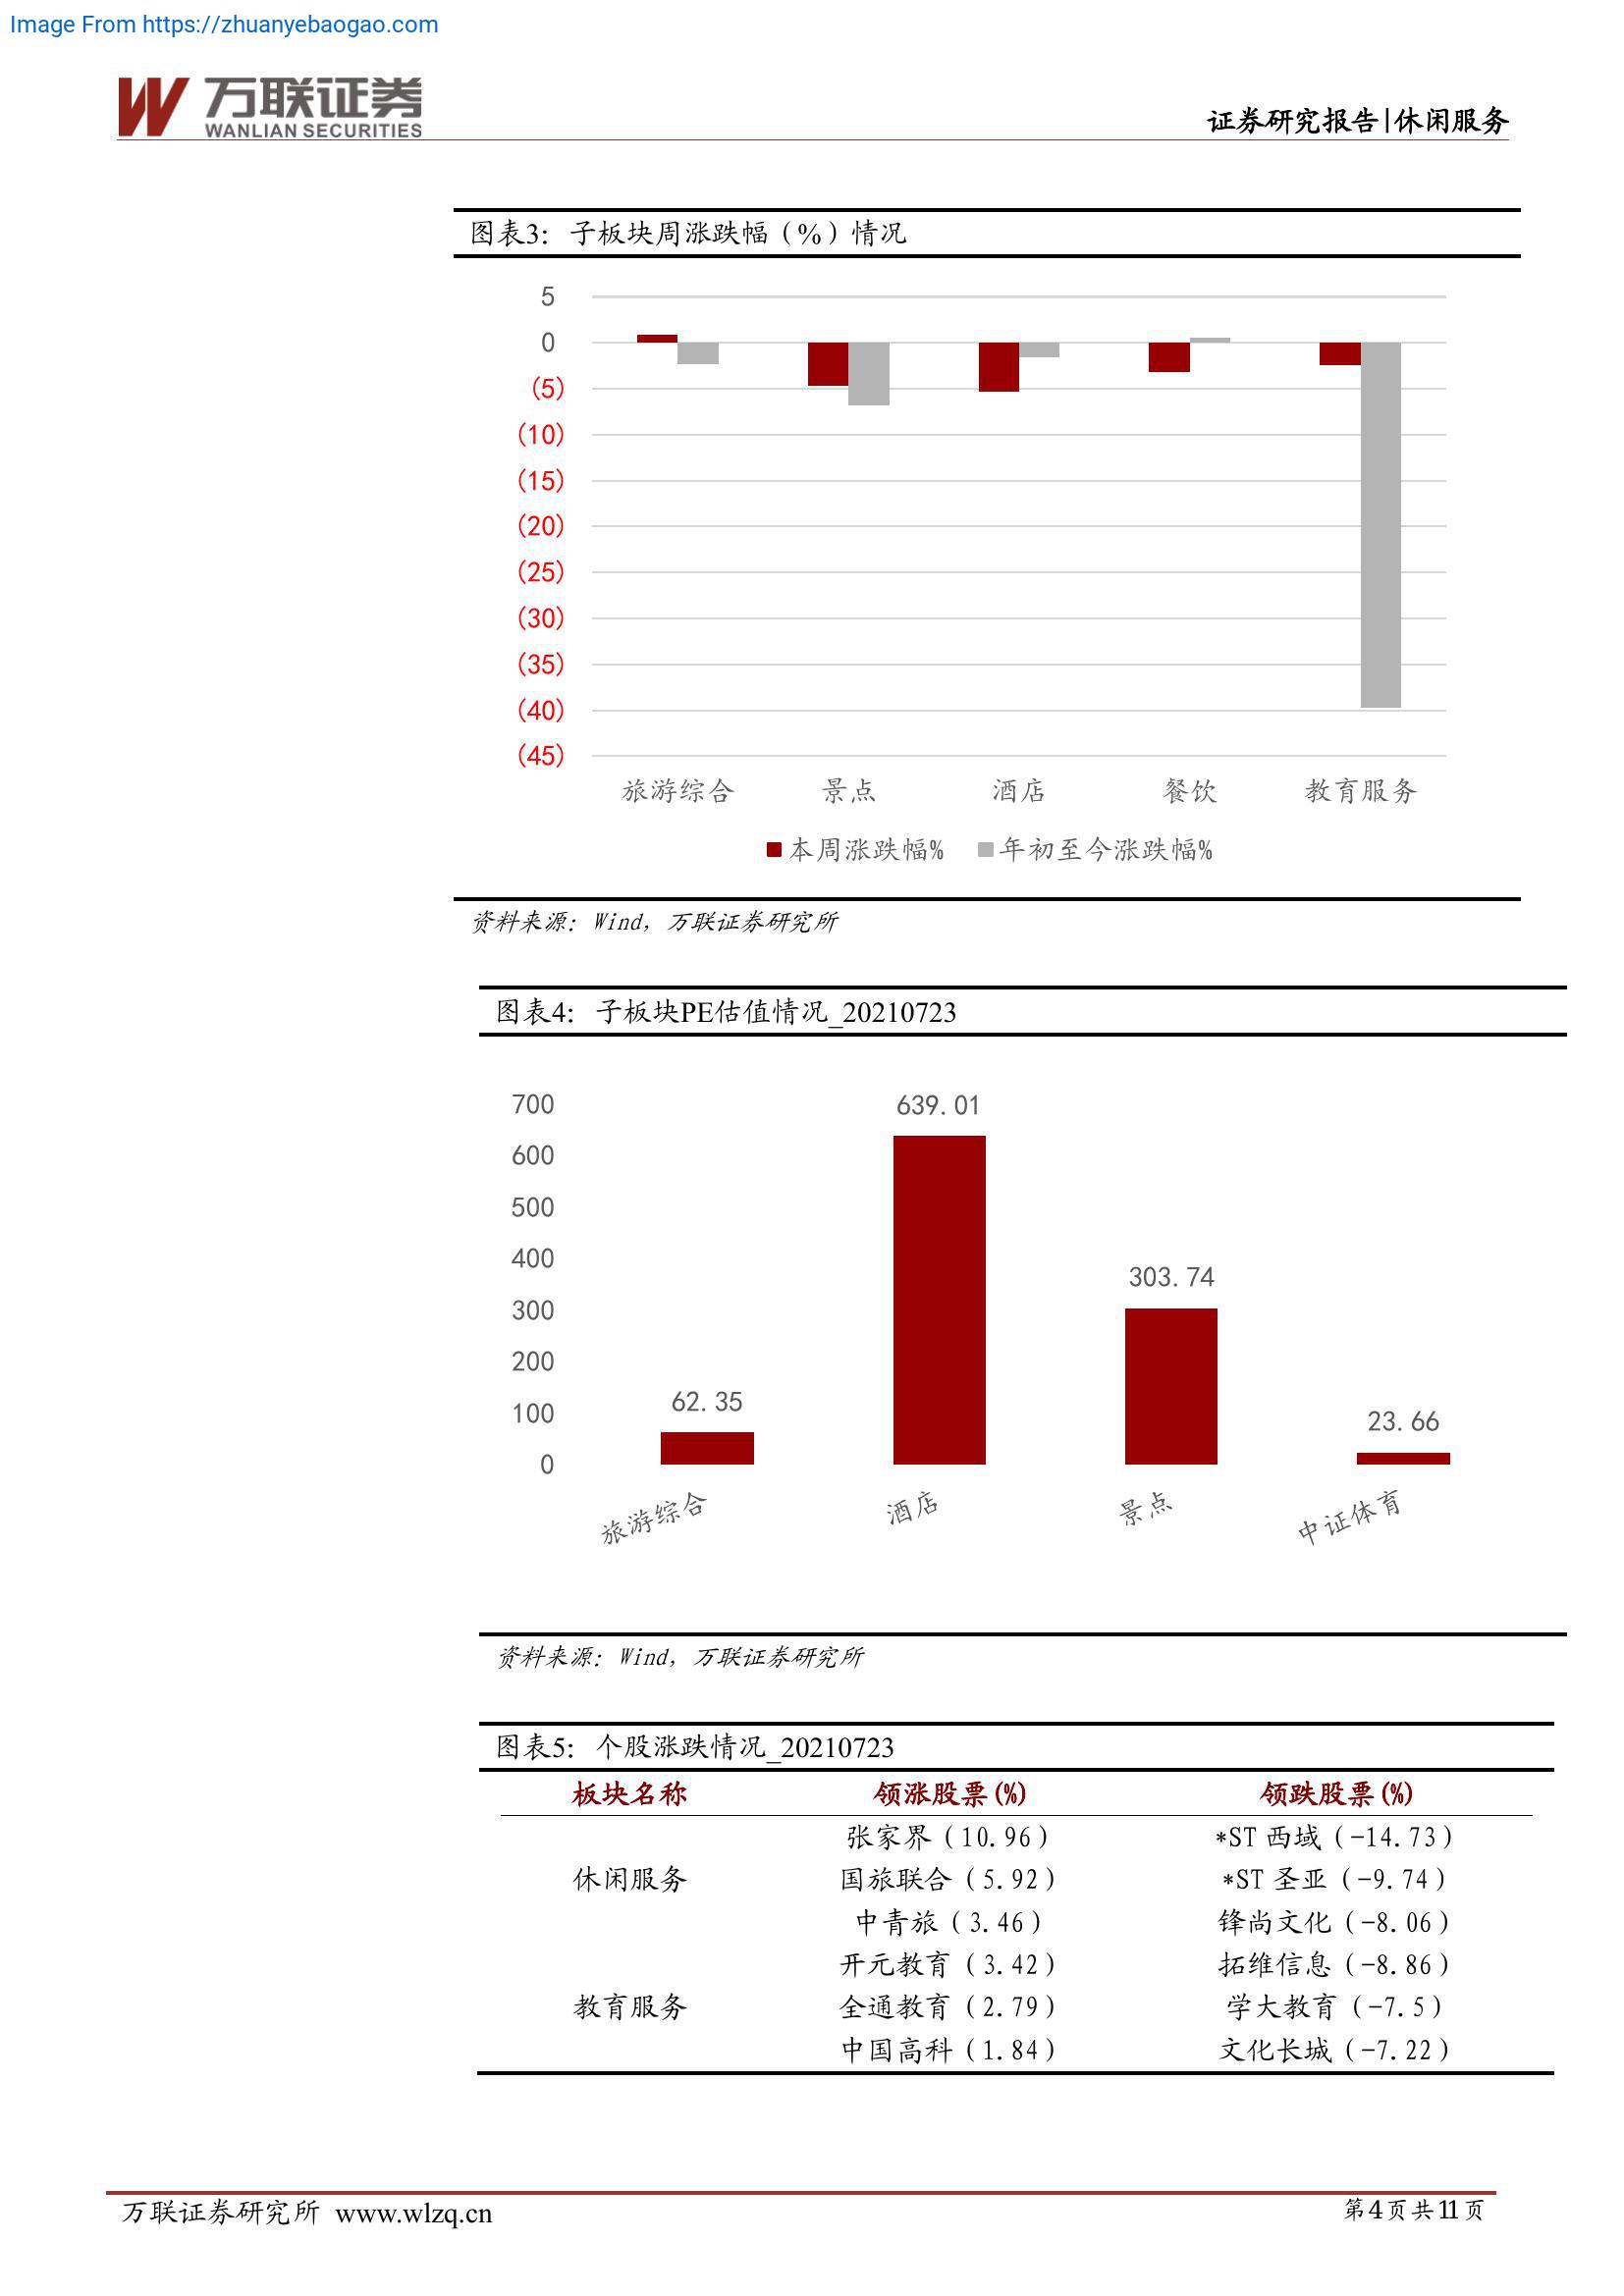 Image From https://zhuanyebaogao.com
万联证券
WANLIAN SECURITIES
证券研究报告|休闲服务
图表3：子板块周涨跌幅（%）情况
5
0
(5)
(10)
(15)
(20)
(25)
(30)
(35)
(40)
(45)
旅游综合 景点 酒店 餐饮 教育服务
本周涨跌幅% 年初至今涨跌幅%
资料来源：Wind，万联证券研究所
图表4：子板块PE估值情况_20210723
700
600
500
400
300
200
100
0
62.35 639.01 303.74 23.66
旅游综合 酒店 景点 中证体育
资料来源：Wind，万联证券研究所
图表5：个股涨跌情况_20210723
板块名称 领涨股票(%) 领跌股票(%)
张家界（10.96） *ST 西域（-14.73）
休闲服务 国旅联合（5.92） *ST 圣亚（-9.74）
中青旅（3.46） 锋尚文化（-8.06）
开元教育（3.42） 拓维信息（-8.86）
教育服务 全通教育（2.79） 学大教育（-7.5）
中国高科（1.84） 文化长城（-7.22）
万联证券研究所 www.wlzq.cn 第4页共11页